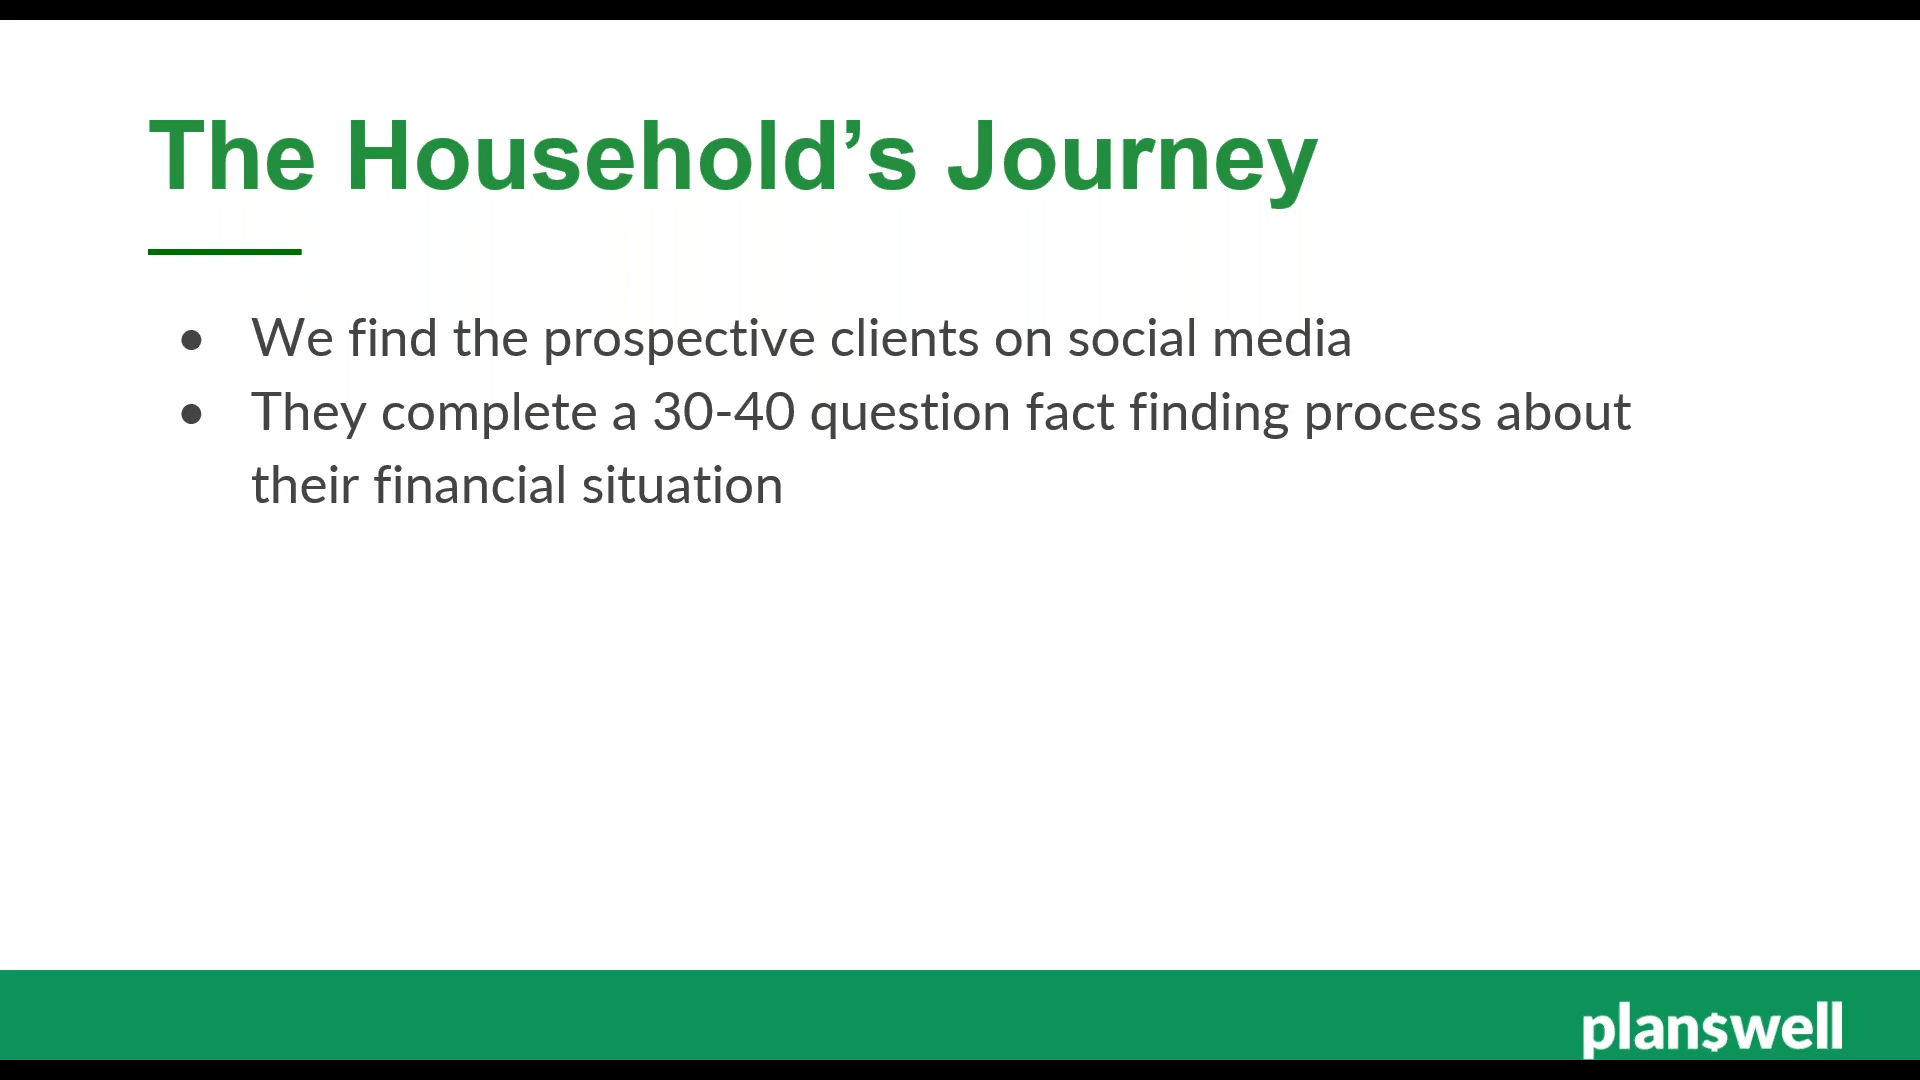 The Household’s Journey
● We find the prospective clients on social media
● They complete a 30-40 question fact finding process about
their financial situation
plan$well